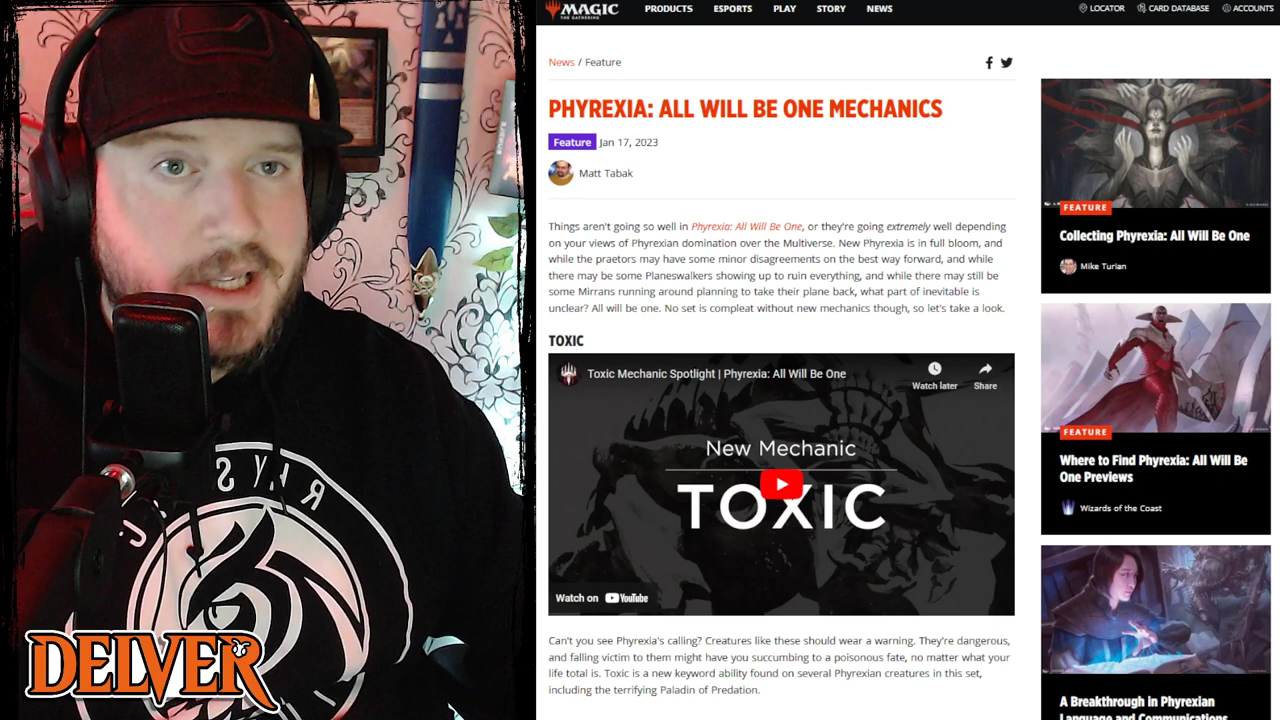 MAGIC
THE GATHERING
PRODUCTS
ESPORTS
PLAY
STORY
NEWS
LOCATOR
CARD DATABASE
ACCOUNTS
News / Feature
PHYREXIA: ALL WILL BE ONE MECHANICS
Feature Jan 17, 2023
Matt Tabak
Things aren't going so well in Phyrexia: All Will Be One, or they're going extremely well depending
on your views of Phyrexian domination over the Multiverse. New Phyrexia is in full bloom, and
while the praetors may have some minor disagreements on the best way forward, and while
there may be some Planeswalkers showing up to ruin everything, and while there may still be
some Mirrans running around planning to take their plane back, what part of inevitable is
unclear? All will be one. No set is compleat without new mechanics though, so let's take a look.
TOXIC
Toxic Mechanic Spotlight | Phyrexia: All Will Be One
Watch later
Share
New Mechanic
TOXIC
Watch on YouTube
Can't you see Phyrexia's calling? Creatures like these should wear a warning. They're dangerous,
and falling victim to them might have you succumbing to a poisonous fate, no matter what your
life total is. Toxic is a new keyword ability found on several Phyrexian creatures in this set,
including the terrifying Paladin of Predation.
FEATURE
Collecting Phyrexia: All Will Be One
Mike Turian
FEATURE
Where to Find Phyrexia: All Will Be
One Previews
Wizards of the Coast
A Breakthrough in Phyrexian
Language and Communications
DELVER